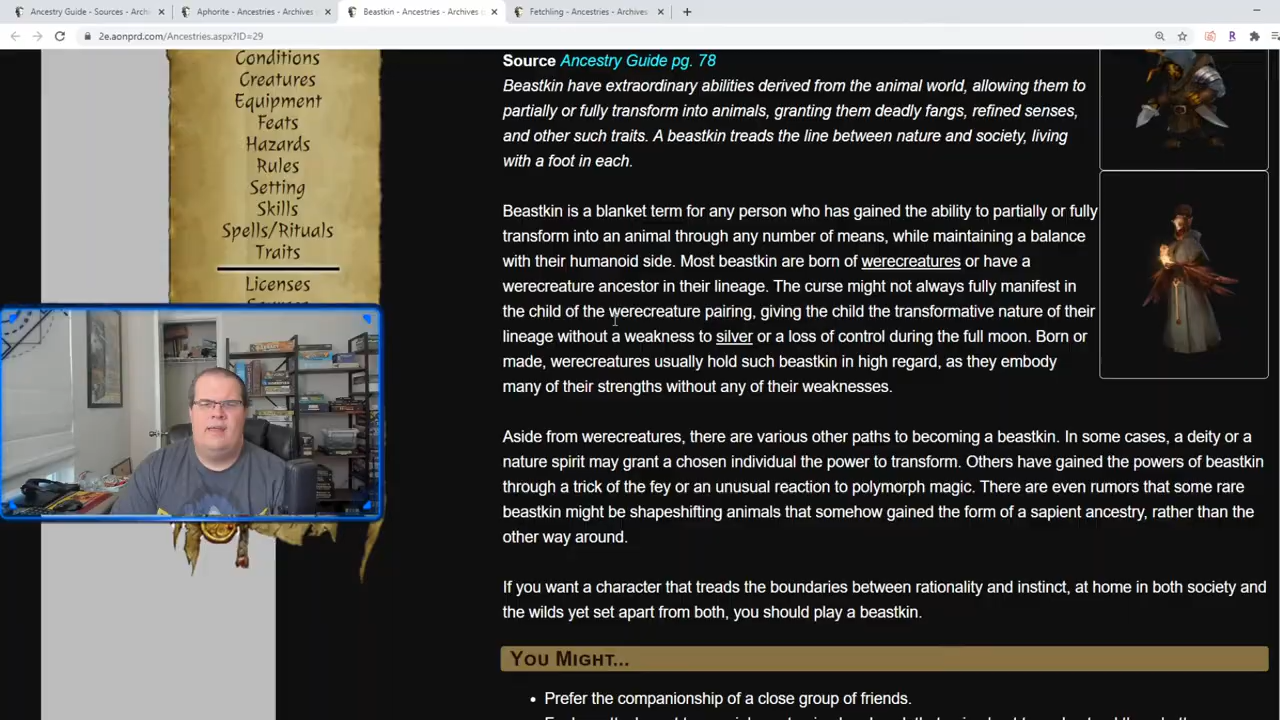 Ancestry Guide - Sources - Arch
Aphorite - Ancestries - Archives
Beastkin - Ancestries - Archives
Fetchling - Ancestries - Archives
2e.aonprd.com/Ancestries.aspx?ID=29
Conditions
Creatures
Equipment
Feats
Hazards
Rules
Setting
Skills
Spells/Rituals
Traits
Licenses
Source Ancestry Guide pg. 78
Beastkin have extraordinary abilities derived from the animal world, allowing them to
partially or fully transform into animals, granting them deadly fangs, refined senses,
and other such traits. A beastkin treads the line between nature and society, living
with a foot in each.
Beastkin is a blanket term for any person who has gained the ability to partially or fully
transform into an animal through any number of means, while maintaining a balance
with their humanoid side. Most beastkin are born of werecreatures or have a
werecreature ancestor in their lineage. The curse might not always fully manifest in
the child of the werecreature pairing, giving the child the transformative nature of their
lineage without a weakness to silver or a loss of control during the full moon. Born or
made, werecreatures usually hold such beastkin in high regard, as they embody
many of their strengths without any of their weaknesses.
Aside from werecreatures, there are various other paths to becoming a beastkin. In some cases, a deity or a
nature spirit may grant a chosen individual the power to transform. Others have gained the powers of beastkin
through a trick of the fey or an unusual reaction to polymorph magic. There are even rumors that some rare
beastkin might be shapeshifting animals that somehow gained the form of a sapient ancestry, rather than the
other way around.
If you want a character that treads the boundaries between rationality and instinct, at home in both society and
the wilds yet set apart from both, you should play a beastkin.
You Might...
• Prefer the companionship of a close group of friends.